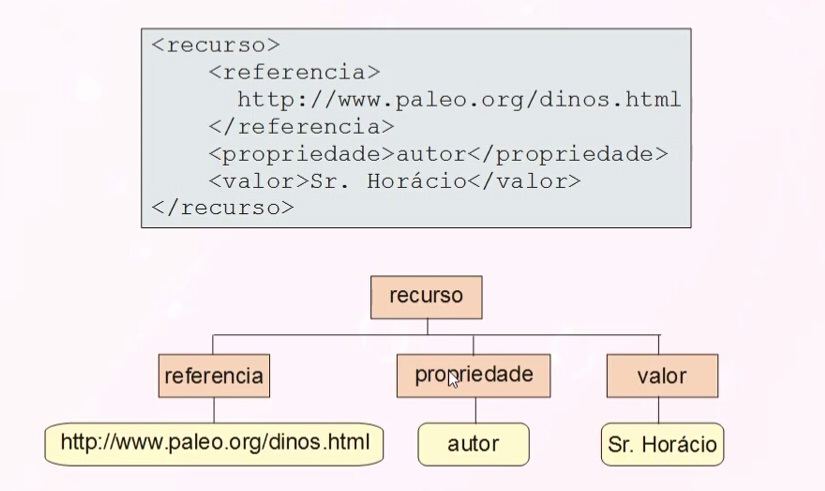 <recurso>
<referencia>
http://www.paleo.org/dinos.html
</referencia>
<propriedade>autor</propriedade>
<valor>Sr. Horácio</valor>
</recurso>
recurso
referencia propriedade valor
http://www.paleo.org/dinos.html autor Sr. Horácio